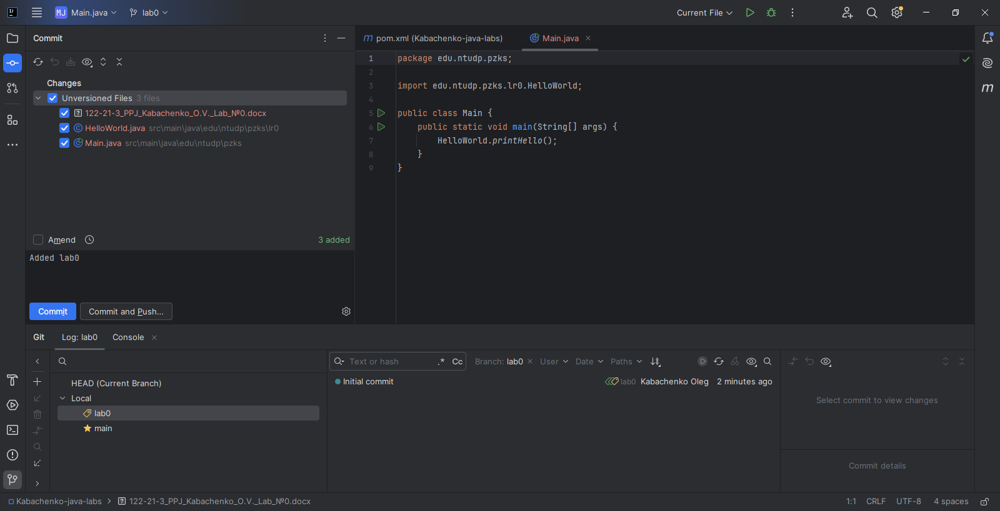 MJ Main.java lab0 Current File
Commit
pom.xml (Kabachenko-java-labs) Main.java
Changes
Unversioned Files 3 files
122-21-3_PPJ_Kabachenko_O.V._Lab_№0.docx
HelloWorld.java src\main\java\edu\ntudp\pzks\lr0
Main.java src\main\java\edu\ntudp\pzks
Amend 3 added
Added lab0
Commit Commit and Push...
1 package edu.ntudp.pzks;
2
3 import edu.ntudp.pzks.lr0.HelloWorld;
4
5 public class Main {
6 public static void main(String[] args) {
7 HelloWorld.printHello();
8 }
9 }
Git Log: lab0 Console
HEAD (Current Branch)
Local
lab0
main
Text or hash .* Cc Branch: lab0 User Date Paths
Initial commit lab0 Kabachenko Oleg 2 minutes ago
Select commit to view changes
Commit details
Kabachenko-java-labs 122-21-3_PPJ_Kabachenko_O.V._Lab_№0.docx 1:1 CRLF UTF-8 4 spaces